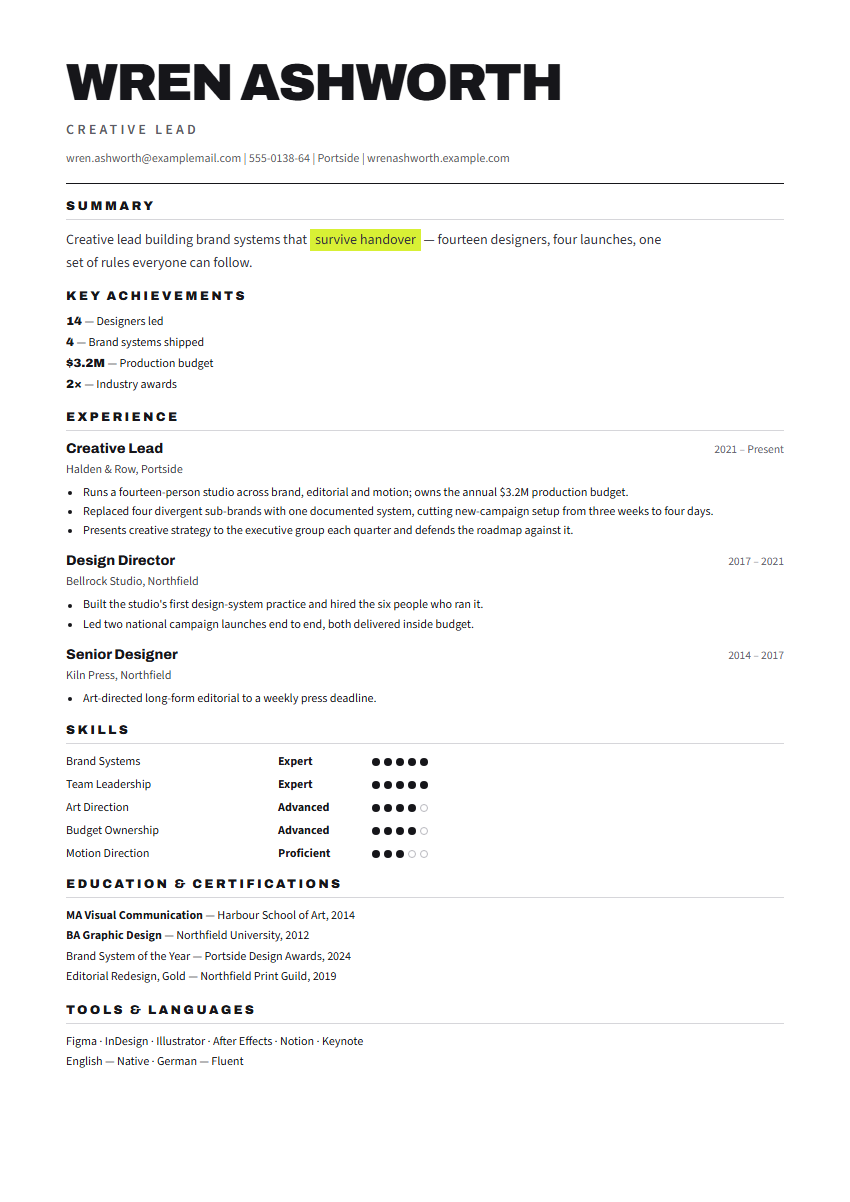 WREN ASHWORTH
CREATIVE LEAD
wren.ashworth@examplemail.com | 555-0138-64 | Portside | wrenashworth.example.com
SUMMARY
Creative lead building brand systems that survive handover — fourteen designers, four launches, one
set of rules everyone can follow.
KEY ACHIEVEMENTS
14 — Designers led
4 — Brand systems shipped
$3.2M — Production budget
2× — Industry awards
EXPERIENCE
Creative Lead 2021 – Present
Halden & Row, Portside
• Runs a fourteen-person studio across brand, editorial and motion; owns the annual $3.2M production budget.
• Replaced four divergent sub-brands with one documented system, cutting new-campaign setup from three weeks to four days.
• Presents creative strategy to the executive group each quarter and defends the roadmap against it.
Design Director 2017 – 2021
Bellrock Studio, Northfield
• Built the studio's first design-system practice and hired the six people who ran it.
• Led two national campaign launches end to end, both delivered inside budget.
Senior Designer 2014 – 2017
Kiln Press, Northfield
• Art-directed long-form editorial to a weekly press deadline.
SKILLS
Brand Systems Expert
Team Leadership Expert
Art Direction Advanced
Budget Ownership Advanced
Motion Direction Proficient
EDUCATION & CERTIFICATIONS
MA Visual Communication — Harbour School of Art, 2014
BA Graphic Design — Northfield University, 2012
Brand System of the Year — Portside Design Awards, 2024
Editorial Redesign, Gold — Northfield Print Guild, 2019
TOOLS & LANGUAGES
Figma · InDesign · Illustrator · After Effects · Notion · Keynote
English — Native · German — Fluent